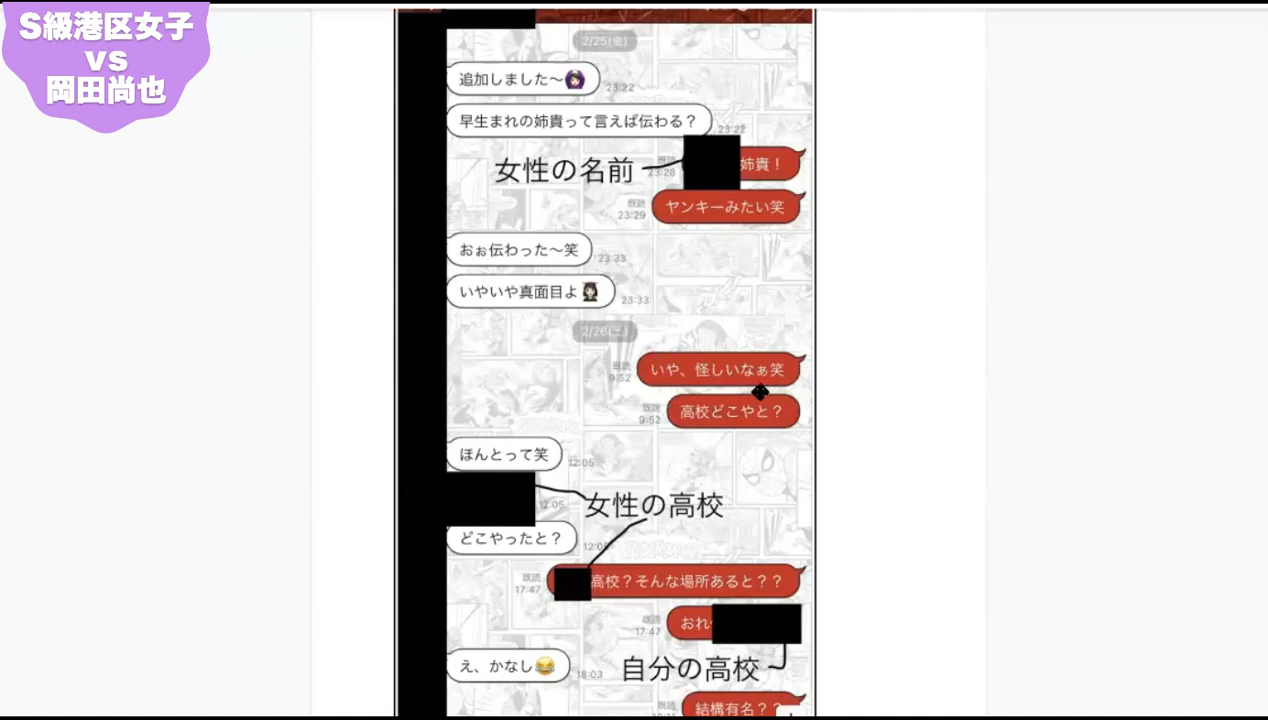 S級港区女子
vs
岡田尚也
2/25(金)
追加しました〜
23:22
早生まれの姉貴って言えば伝わる？
23:22
女性の名前
姉貴！
既読
23:28
ヤンキーみたい笑
既読
23:29
おぉ伝わった〜笑
23:33
いやいや真面目よ
23:33
2/26(土)
いや、怪しいなぁ笑
既読
9:52
高校どこやと？
既読
9:52
ほんとって笑
12:05
12:05
女性の高校
どこやったと？
高校？そんな場所あると？？
既読
17:47
おれ
既読
17:47
自分の高校
え、かなし😂
18:03
結構有名？？
既読